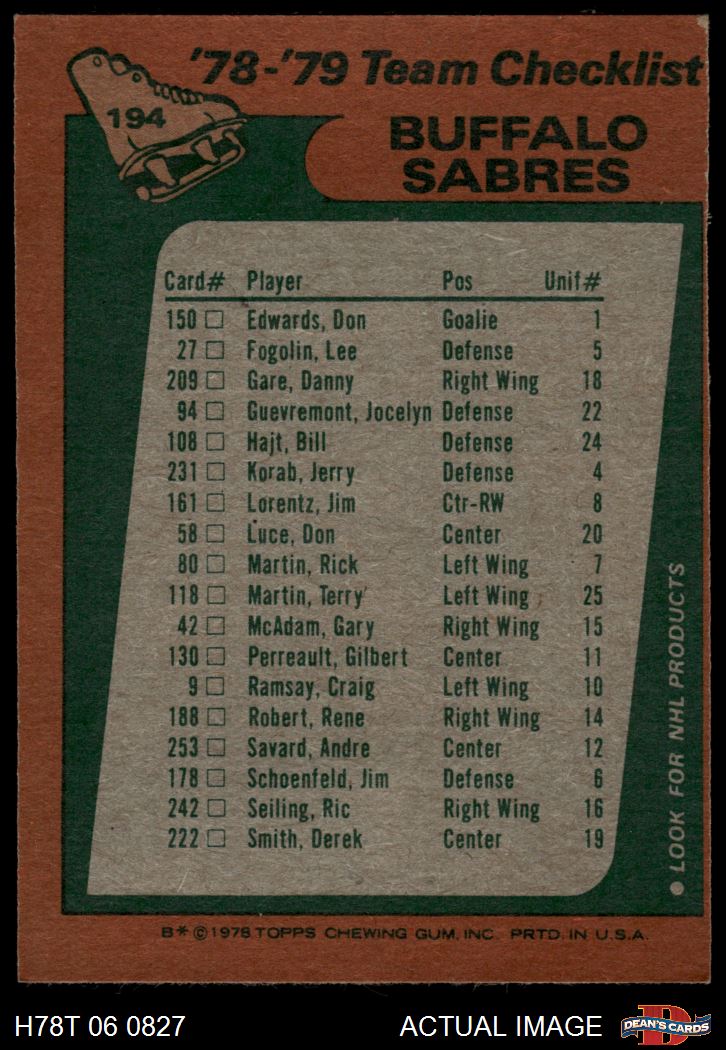 '78-'79 Team Checklist
194
BUFFALO
SABRES
Card# Player Pos Unif#
150 Edwards, Don Goalie 1
27 Fogolin, Lee Defense 5
209 Gare, Danny Right Wing 18
94 Guevremont, Jocelyn Defense 22
108 Hajt, Bill Defense 24
231 Korab, Jerry Defense 4
161 Lorentz, Jim Ctr-RW 8
58 Luce, Don Center 20
80 Martin, Rick Left Wing 7
118 Martin, Terry Left Wing 25
42 McAdam, Gary Right Wing 15
130 Perreault, Gilbert Center 11
9 Ramsay, Craig Left Wing 10
188 Robert, Rene Right Wing 14
253 Savard, Andre Center 12
178 Schoenfeld, Jim Defense 6
242 Seiling, Ric Right Wing 16
222 Smith, Derek Center 19
● LOOK FOR NHL PRODUCTS
B* © 1978 TOPPS CHEWING GUM, INC. PRTD. IN U.S.A.
H78T 06 0827 ACTUAL IMAGE
D
DEAN'S CARDS